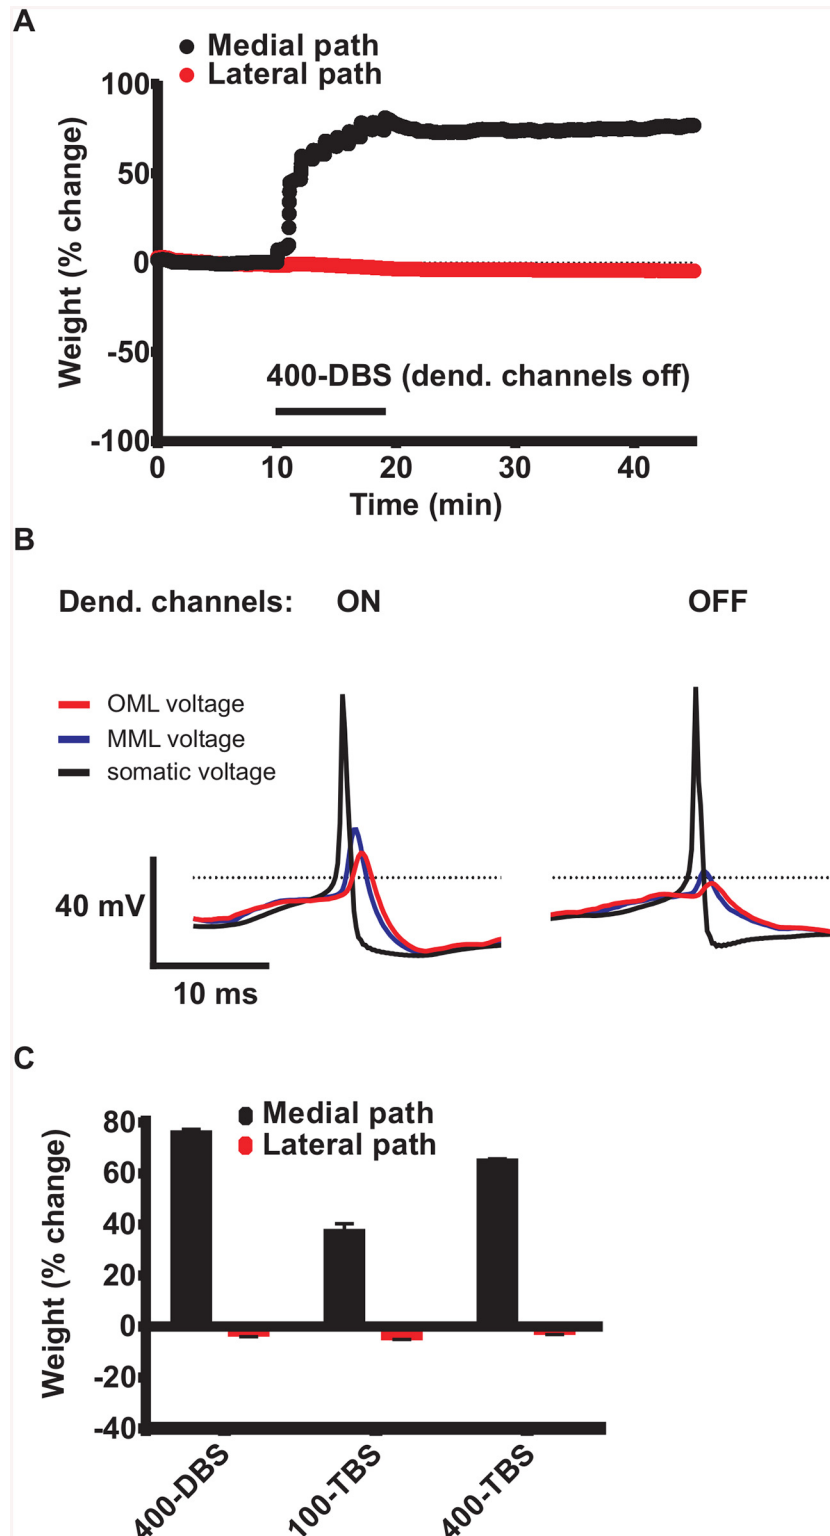 A
Medial path
Lateral path
100
50
0
-50
-100
Weight (% change)
400-DBS (dend. channels off)
0 10 20 30 40
Time (min)
B
Dend. channels: ON OFF
OML voltage
MML voltage
somatic voltage
40 mV
10 ms
C
Medial path
Lateral path
80
60
40
20
0
-20
-40
Weight (% change)
400-DBS
100-TBS
400-TBS